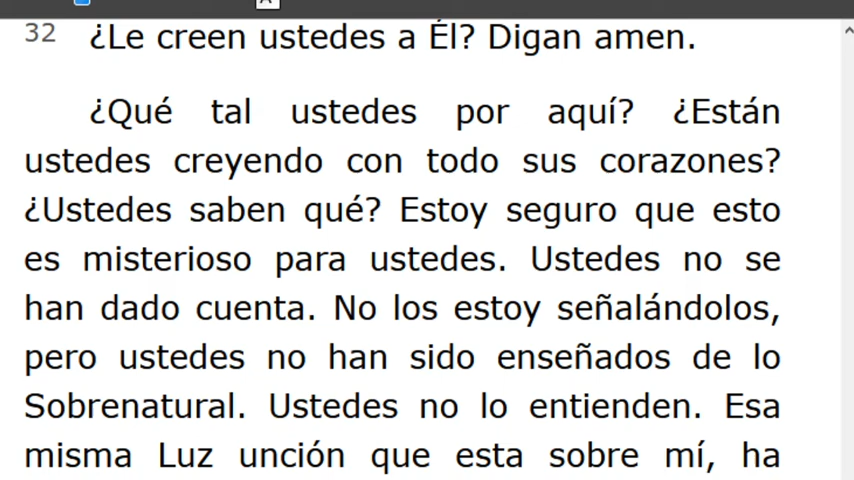 32 ¿Le creen ustedes a Él? Digan amen.
¿Qué tal ustedes por aquí? ¿Están
ustedes creyendo con todo sus corazones?
¿Ustedes saben qué? Estoy seguro que esto
es misterioso para ustedes. Ustedes no se
han dado cuenta. No los estoy señalándolos,
pero ustedes no han sido enseñados de lo
Sobrenatural. Ustedes no lo entienden. Esa
misma Luz unción que esta sobre mí, ha